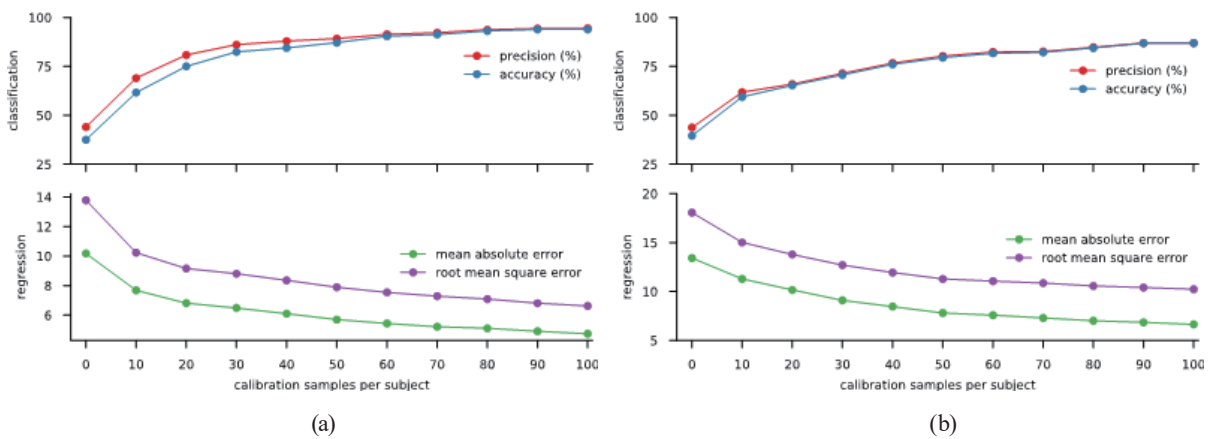 100
75
50
25
classification
precision (%)
accuracy (%)
14
12
10
8
6
regression
mean absolute error
root mean square error
0 10 20 30 40 50 60 70 80 90 100
calibration samples per subject
(a)
100
75
50
25
classification
precision (%)
accuracy (%)
20
15
10
5
regression
mean absolute error
root mean square error
0 10 20 30 40 50 60 70 80 90 100
calibration samples per subject
(b)